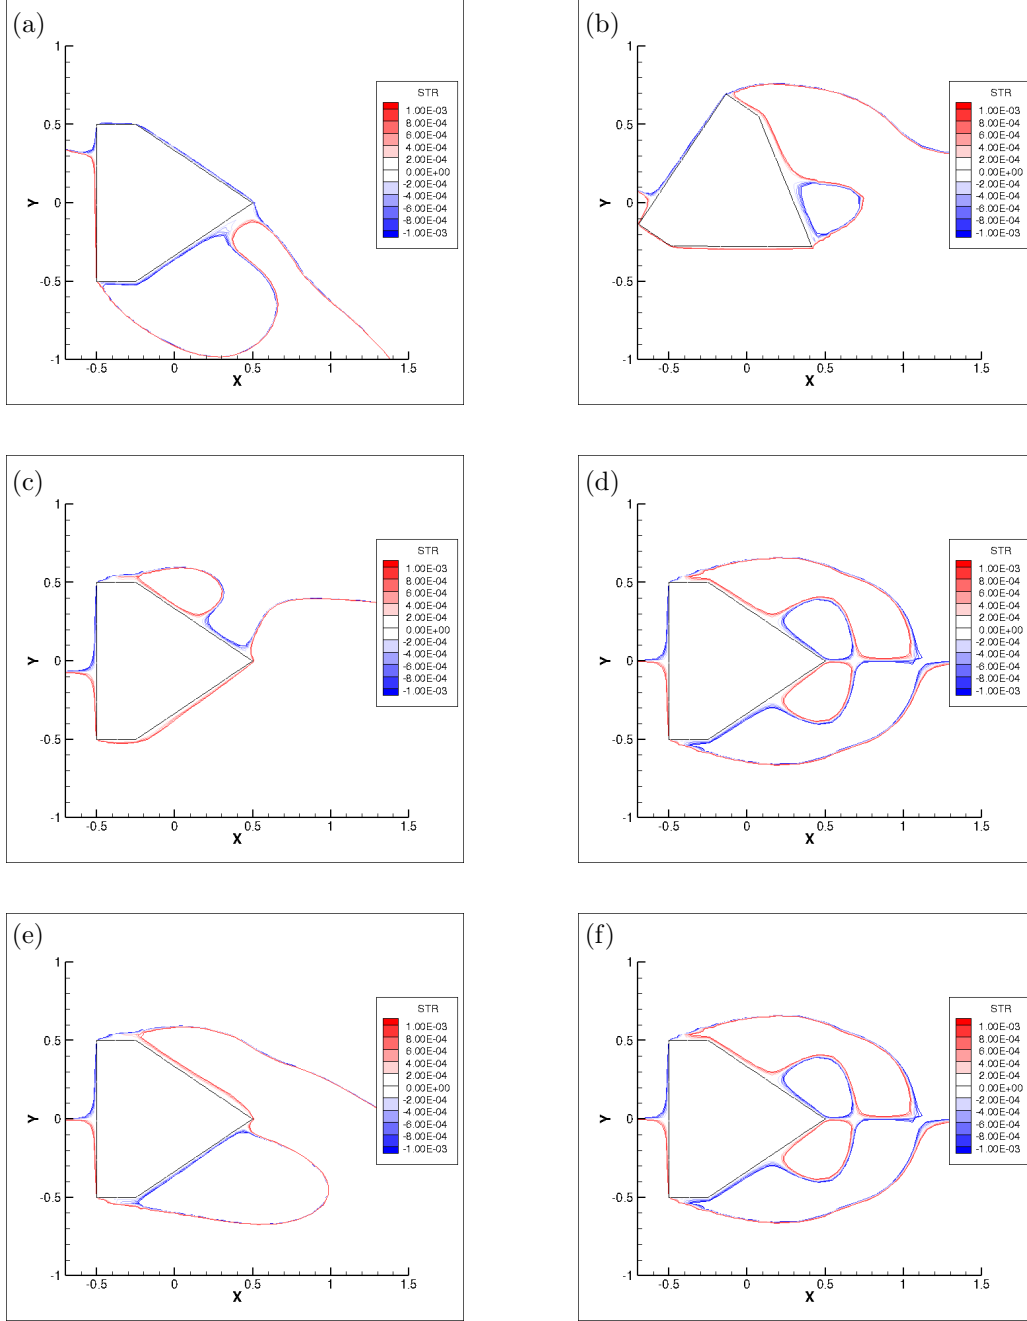 (a)
1
0.5
0
-0.5
-1
Y
-0.5
0
0.5
1
1.5
X
STR
1.00E-03
8.00E-04
6.00E-04
4.00E-04
2.00E-04
0.00E+00
-2.00E-04
-4.00E-04
-6.00E-04
-8.00E-04
-1.00E-03
(b)
1
0.5
0
-0.5
-1
Y
-0.5
0
0.5
1
1.5
X
STR
1.00E-03
8.00E-04
6.00E-04
4.00E-04
2.00E-04
0.00E+00
-2.00E-04
-4.00E-04
-6.00E-04
-8.00E-04
-1.00E-03
(c)
1
0.5
0
-0.5
-1
Y
-0.5
0
0.5
1
1.5
X
STR
1.00E-03
8.00E-04
6.00E-04
4.00E-04
2.00E-04
0.00E+00
-2.00E-04
-4.00E-04
-6.00E-04
-8.00E-04
-1.00E-03
(d)
1
0.5
0
-0.5
-1
Y
-0.5
0
0.5
1
1.5
X
STR
1.00E-03
8.00E-04
6.00E-04
4.00E-04
2.00E-04
0.00E+00
-2.00E-04
-4.00E-04
-6.00E-04
-8.00E-04
-1.00E-03
(e)
1
0.5
0
-0.5
-1
Y
-0.5
0
0.5
1
1.5
X
STR
1.00E-03
8.00E-04
6.00E-04
4.00E-04
2.00E-04
0.00E+00
-2.00E-04
-4.00E-04
-6.00E-04
-8.00E-04
-1.00E-03
(f)
1
0.5
0
-0.5
-1
Y
-0.5
0
0.5
1
1.5
X
STR
1.00E-03
8.00E-04
6.00E-04
4.00E-04
2.00E-04
0.00E+00
-2.00E-04
-4.00E-04
-6.00E-04
-8.00E-04
-1.00E-03